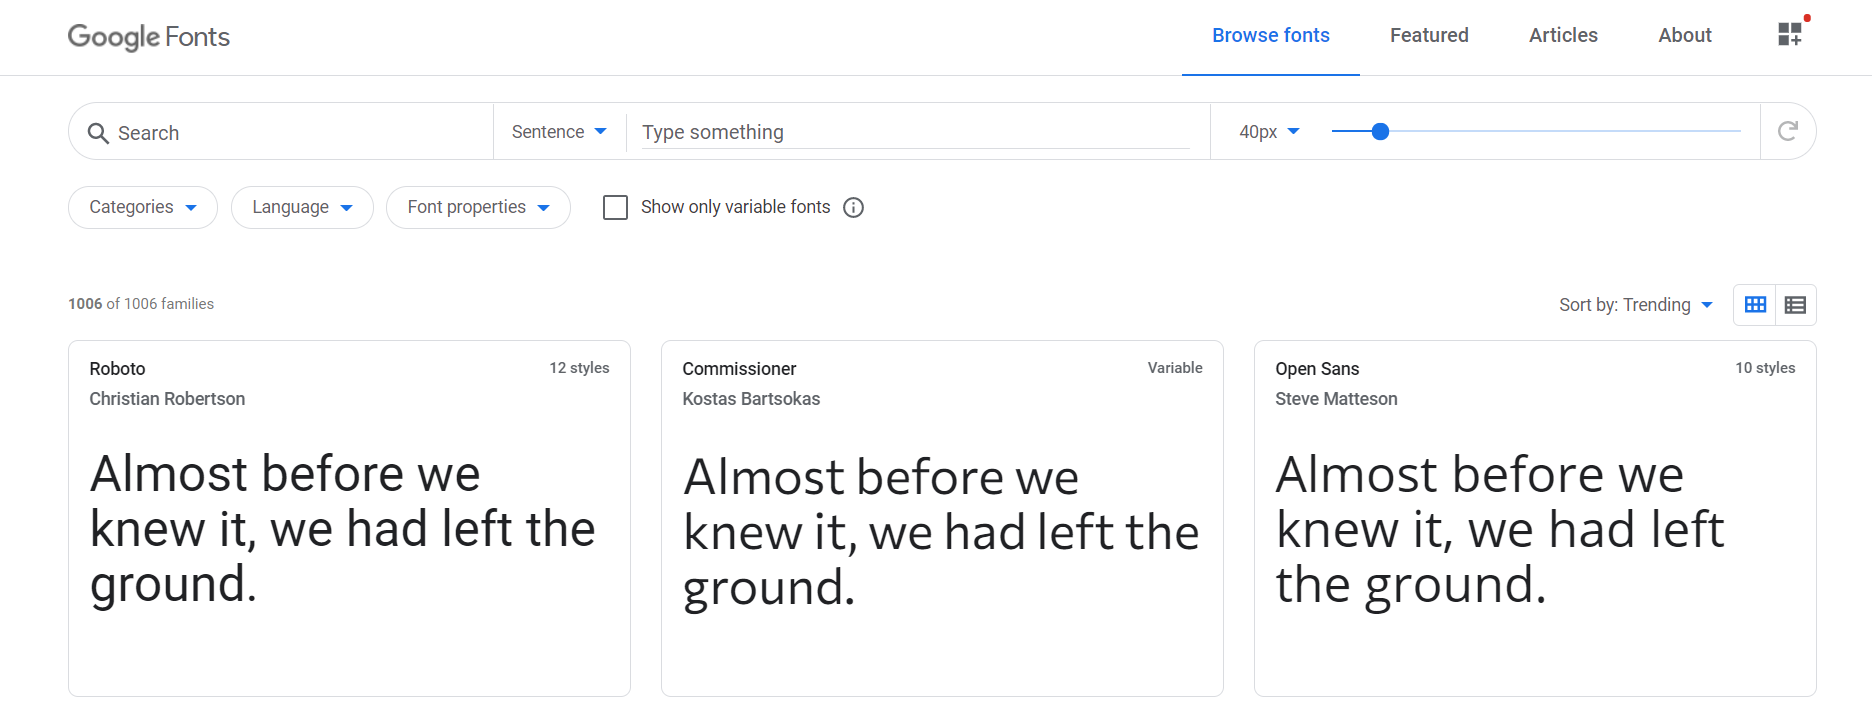 Google Fonts
Browse fonts
Featured
Articles
About
Search
Sentence
Type something
40px
Categories
Language
Font properties
Show only variable fonts
1006 of 1006 families
Sort by: Trending
Roboto
12 styles
Christian Robertson
Almost before we
knew it, we had left the
ground.
Commissioner
Variable
Kostas Bartsokas
Almost before we
knew it, we had left the
ground.
Open Sans
10 styles
Steve Matteson
Almost before we
knew it, we had left
the ground.